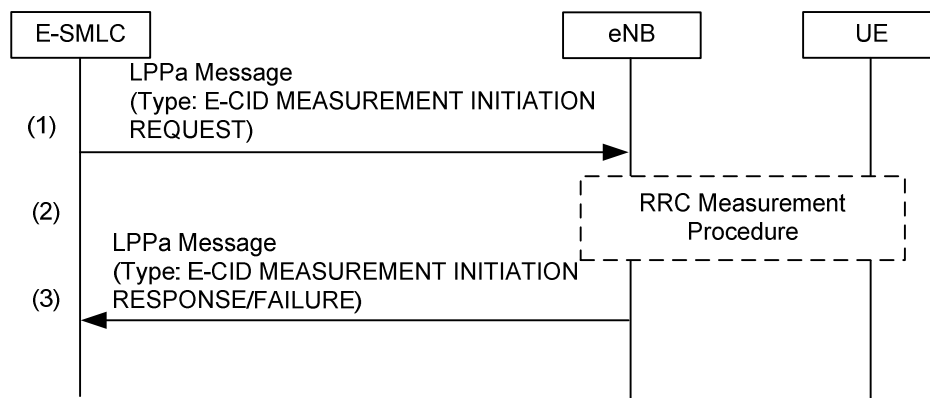 E-SMLC
eNB
UE
LPPa Message
(Type: E-CID MEASUREMENT INITIATION
REQUEST)
(1)
(2)
RRC Measurement
Procedure
LPPa Message
(Type: E-CID MEASUREMENT INITIATION
RESPONSE/FAILURE)
(3)